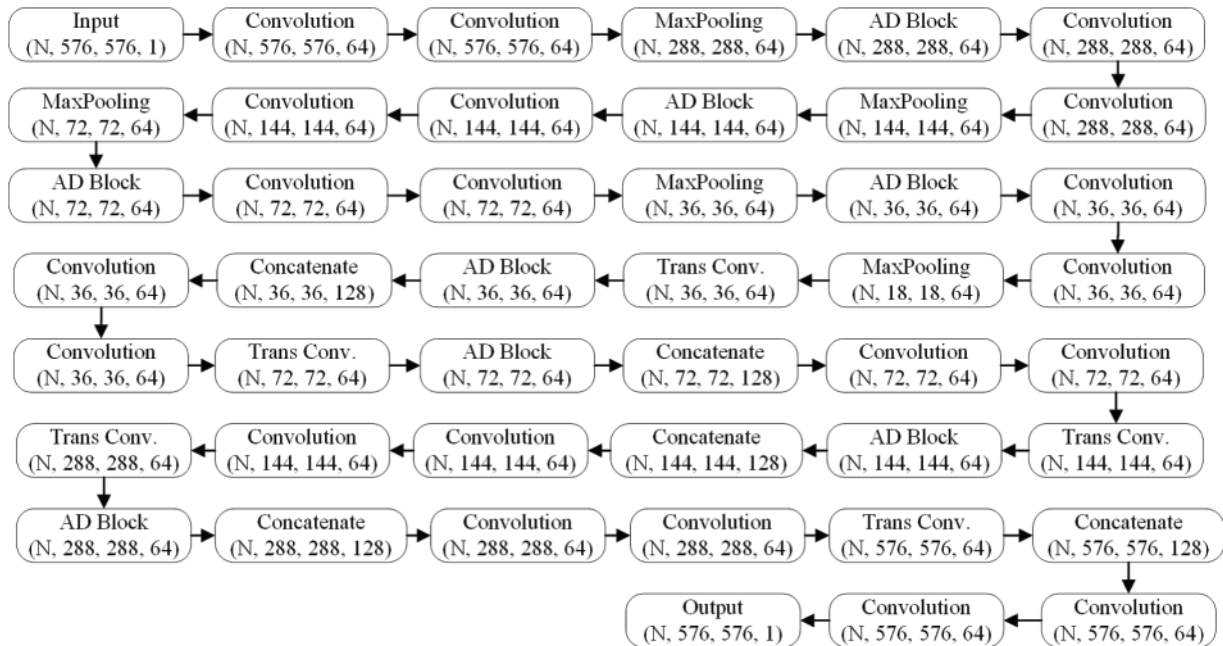 Input
(N, 576, 576, 1)
Convolution
(N, 576, 576, 64)
Convolution
(N, 576, 576, 64)
MaxPooling
(N, 288, 288, 64)
AD Block
(N, 288, 288, 64)
Convolution
(N, 288, 288, 64)
Convolution
(N, 288, 288, 64)
MaxPooling
(N, 144, 144, 64)
AD Block
(N, 144, 144, 64)
Convolution
(N, 144, 144, 64)
Convolution
(N, 144, 144, 64)
MaxPooling
(N, 72, 72, 64)
AD Block
(N, 72, 72, 64)
Convolution
(N, 72, 72, 64)
Convolution
(N, 72, 72, 64)
MaxPooling
(N, 36, 36, 64)
AD Block
(N, 36, 36, 64)
Convolution
(N, 36, 36, 64)
Convolution
(N, 36, 36, 64)
MaxPooling
(N, 18, 18, 64)
Trans Conv.
(N, 36, 36, 64)
AD Block
(N, 36, 36, 64)
Concatenate
(N, 36, 36, 128)
Convolution
(N, 36, 36, 64)
Convolution
(N, 36, 36, 64)
Trans Conv.
(N, 72, 72, 64)
AD Block
(N, 72, 72, 64)
Concatenate
(N, 72, 72, 128)
Convolution
(N, 72, 72, 64)
Convolution
(N, 72, 72, 64)
Trans Conv.
(N, 144, 144, 64)
AD Block
(N, 144, 144, 64)
Concatenate
(N, 144, 144, 128)
Convolution
(N, 144, 144, 64)
Convolution
(N, 144, 144, 64)
Trans Conv.
(N, 288, 288, 64)
AD Block
(N, 288, 288, 64)
Concatenate
(N, 288, 288, 128)
Convolution
(N, 288, 288, 64)
Convolution
(N, 288, 288, 64)
Trans Conv.
(N, 576, 576, 64)
Concatenate
(N, 576, 576, 128)
Convolution
(N, 576, 576, 64)
Convolution
(N, 576, 576, 64)
Output
(N, 576, 576, 1)